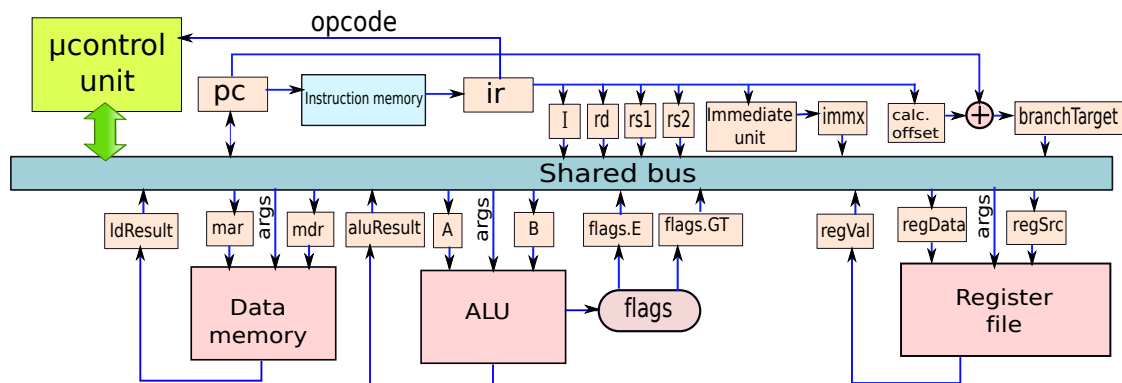 opcode
μcontrol
unit
pc
Instruction memory
ir
I
rd
rs1
rs2
Immediate
unit
immx
calc.
offset
+
branchTarget
Shared bus
ldResult
mar
args
mdr
aluResult
A
args
B
flags.E
flags.GT
regVal
regData
args
regSrc
Data
memory
ALU
flags
Register
file